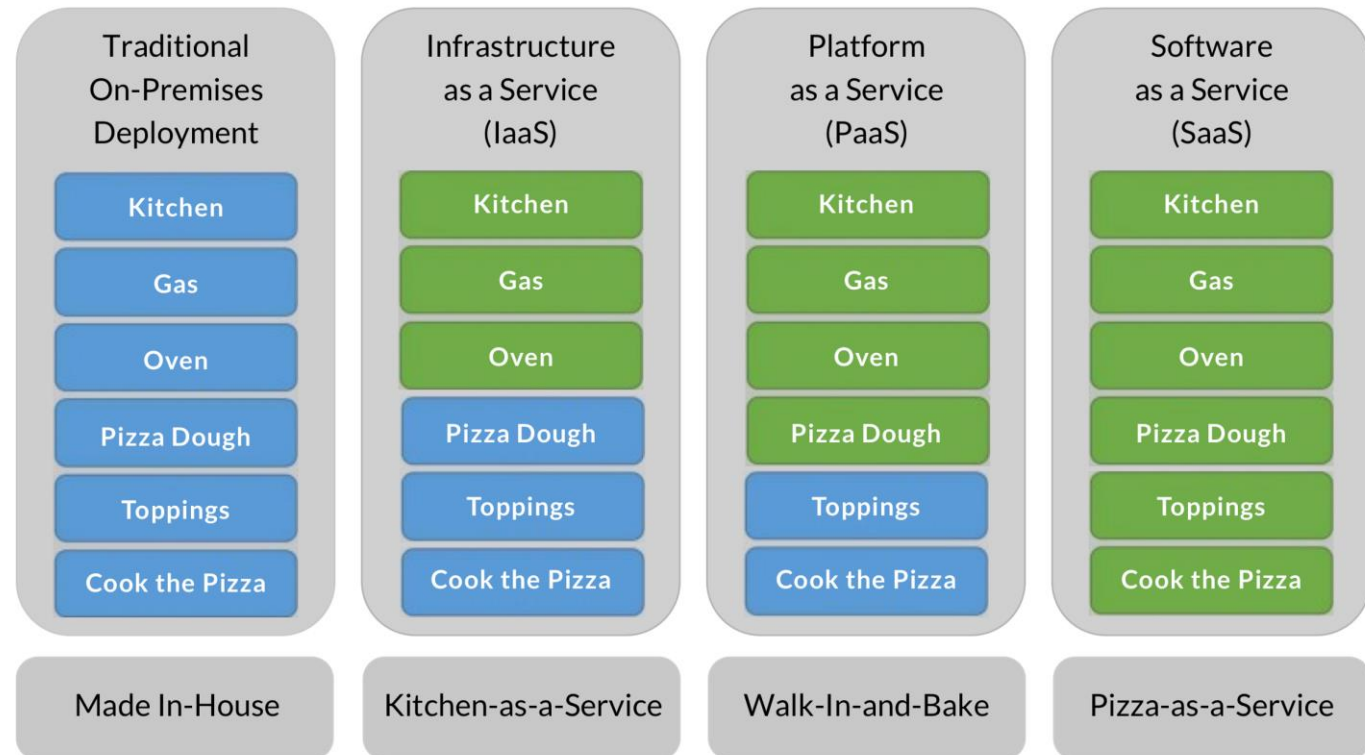 Traditional
On-Premises
Deployment
Kitchen
Gas
Oven
Pizza Dough
Toppings
Cook the Pizza
Made In-House
Infrastructure
as a Service
(IaaS)
Kitchen
Gas
Oven
Pizza Dough
Toppings
Cook the Pizza
Kitchen-as-a-Service
Platform
as a Service
(PaaS)
Kitchen
Gas
Oven
Pizza Dough
Toppings
Cook the Pizza
Walk-In-and-Bake
Software
as a Service
(SaaS)
Kitchen
Gas
Oven
Pizza Dough
Toppings
Cook the Pizza
Pizza-as-a-Service